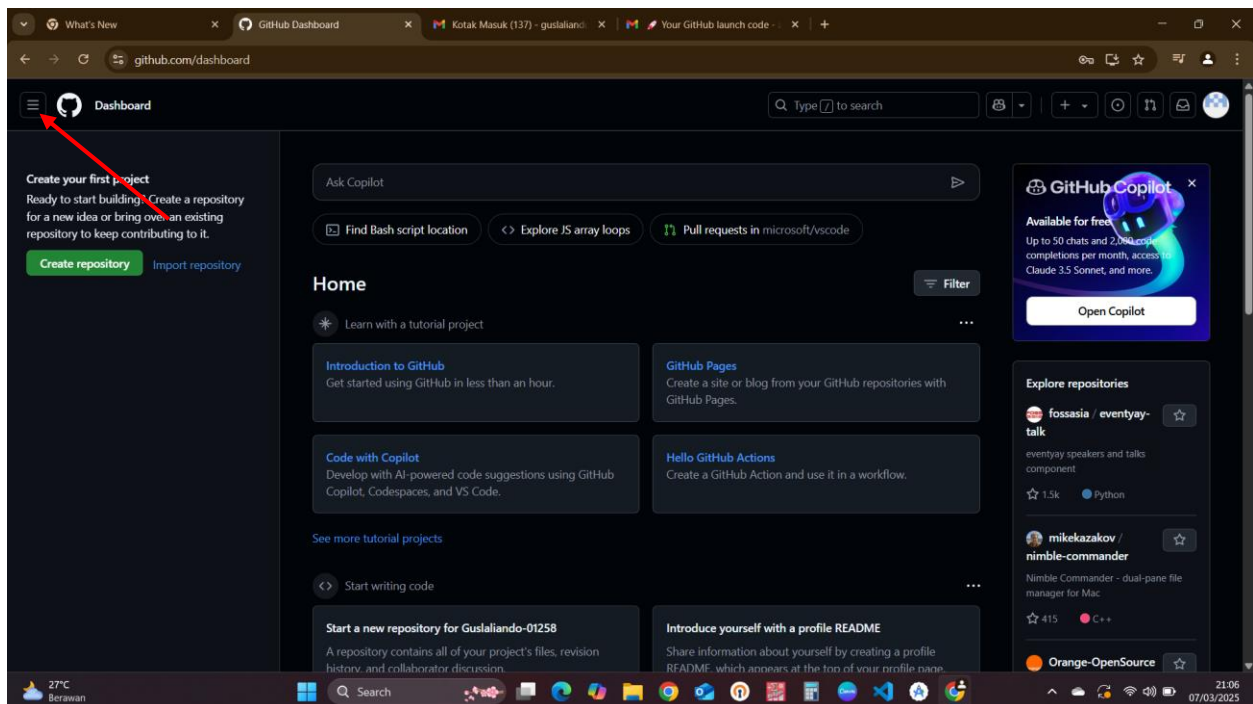 What's New
GitHub Dashboard
Kotak Masuk (137) - guslaliand
Your GitHub launch code -
github.com/dashboard
Dashboard
Type / to search
Create your first project
Ready to start building? Create a repository
for a new idea or bring over an existing
repository to keep contributing to it.
Create repository
Import repository
Ask Copilot
Find Bash script location
Explore JS array loops
Pull requests in microsoft/vscode
Home
Filter
Learn with a tutorial project
Introduction to GitHub
Get started using GitHub in less than an hour.
GitHub Pages
Create a site or blog from your GitHub repositories with
GitHub Pages.
Code with Copilot
Develop with AI-powered code suggestions using GitHub
Copilot, Codespaces, and VS Code.
Hello GitHub Actions
Create a GitHub Action and use it in a workflow.
See more tutorial projects
Start writing code
Start a new repository for Guslaliando-01258
A repository contains all of your project's files, revision
history, and collaborator discussion.
Introduce yourself with a profile README
Share information about yourself by creating a profile
README, which appears at the top of your profile page.
GitHub Copilot
Available for free
Up to 50 chats and 2,000 code
completions per month, access to
Claude 3.5 Sonnet, and more.
Open Copilot
Explore repositories
fossasia / eventyay-
talk
eventyay speakers and talks
component
1.5k
Python
mikekazakov /
nimble-commander
Nimble Commander - dual-pane file
manager for Mac
415
C++
Orange-OpenSource
27°C
Berawan
Search
21:06
07/03/2025